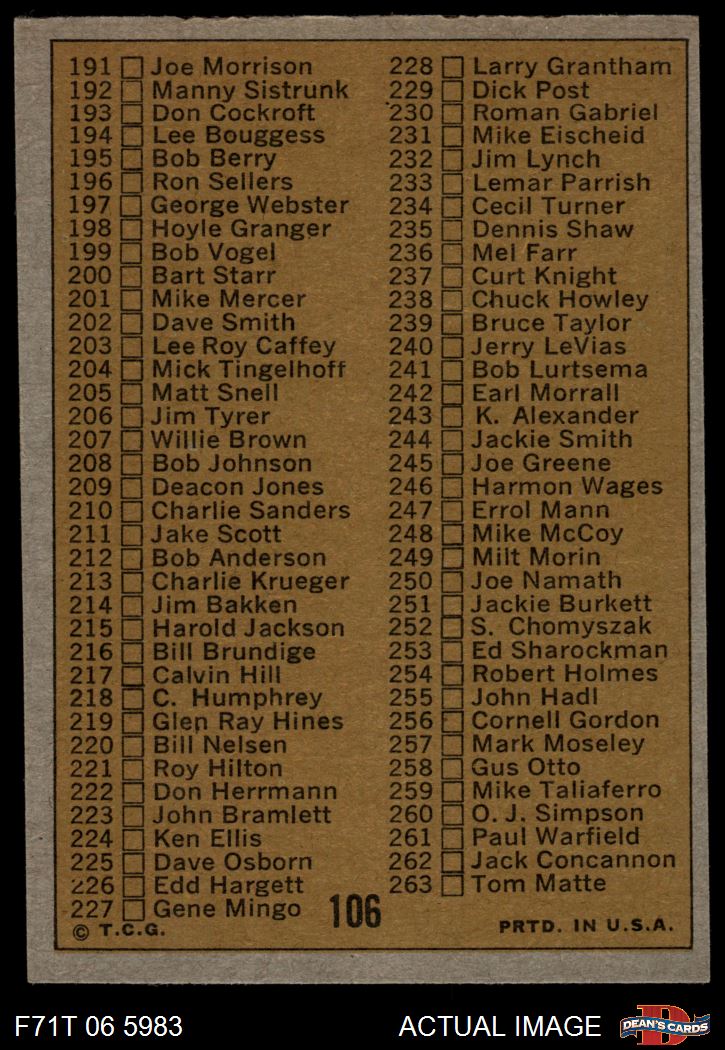 191 Joe Morrison
192 Manny Sistrunk
193 Don Cockroft
194 Lee Bouggess
195 Bob Berry
196 Ron Sellers
197 George Webster
198 Hoyle Granger
199 Bob Vogel
200 Bart Starr
201 Mike Mercer
202 Dave Smith
203 Lee Roy Caffey
204 Mick Tingelhoff
205 Matt Snell
206 Jim Tyrer
207 Willie Brown
208 Bob Johnson
209 Deacon Jones
210 Charlie Sanders
211 Jake Scott
212 Bob Anderson
213 Charlie Krueger
214 Jim Bakken
215 Harold Jackson
216 Bill Brundige
217 Calvin Hill
218 C. Humphrey
219 Glen Ray Hines
220 Bill Nelsen
221 Roy Hilton
222 Don Herrmann
223 John Bramlett
224 Ken Ellis
225 Dave Osborn
226 Edd Hargett
227 Gene Mingo
© T.C.G.
228 Larry Grantham
229 Dick Post
230 Roman Gabriel
231 Mike Eischeid
232 Jim Lynch
233 Lemar Parrish
234 Cecil Turner
235 Dennis Shaw
236 Mel Farr
237 Curt Knight
238 Chuck Howley
239 Bruce Taylor
240 Jerry LeVias
241 Bob Lurtsema
242 Earl Morrall
243 K. Alexander
244 Jackie Smith
245 Joe Greene
246 Harmon Wages
247 Errol Mann
248 Mike McCoy
249 Milt Morin
250 Joe Namath
251 Jackie Burkett
252 S. Chomyszak
253 Ed Sharockman
254 Robert Holmes
255 John Hadl
256 Cornell Gordon
257 Mark Moseley
258 Gus Otto
259 Mike Taliaferro
260 O. J. Simpson
261 Paul Warfield
262 Jack Concannon
263 Tom Matte
106
PRTD. IN U.S.A.
F71T 06 5983
ACTUAL IMAGE
D
DEAN'S CARDS